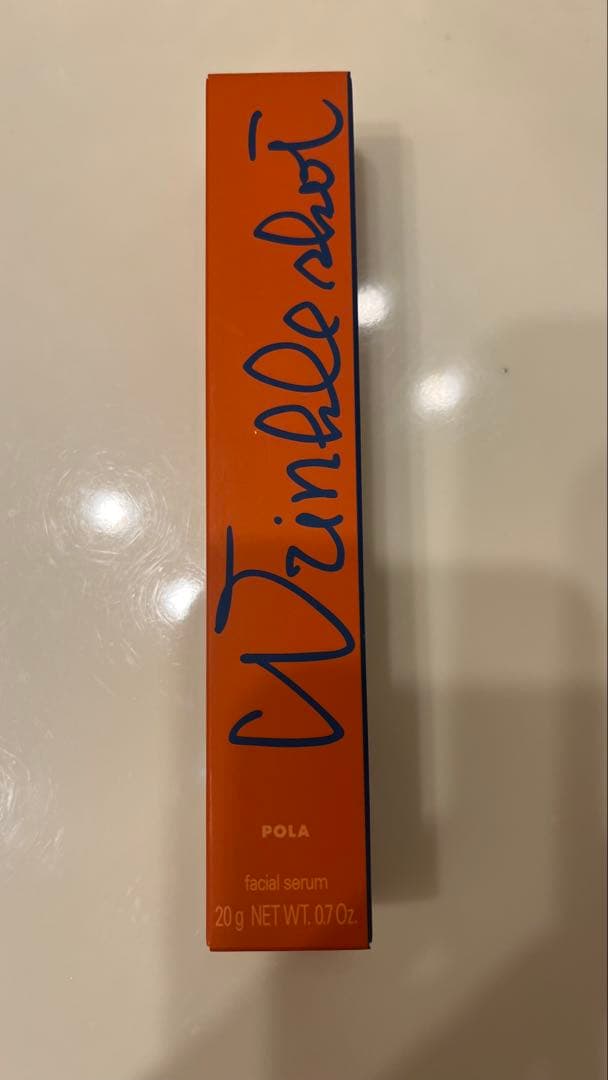 Wrinkle shot
POLA
facial serum
20 g NET WT. 0.7 Oz.